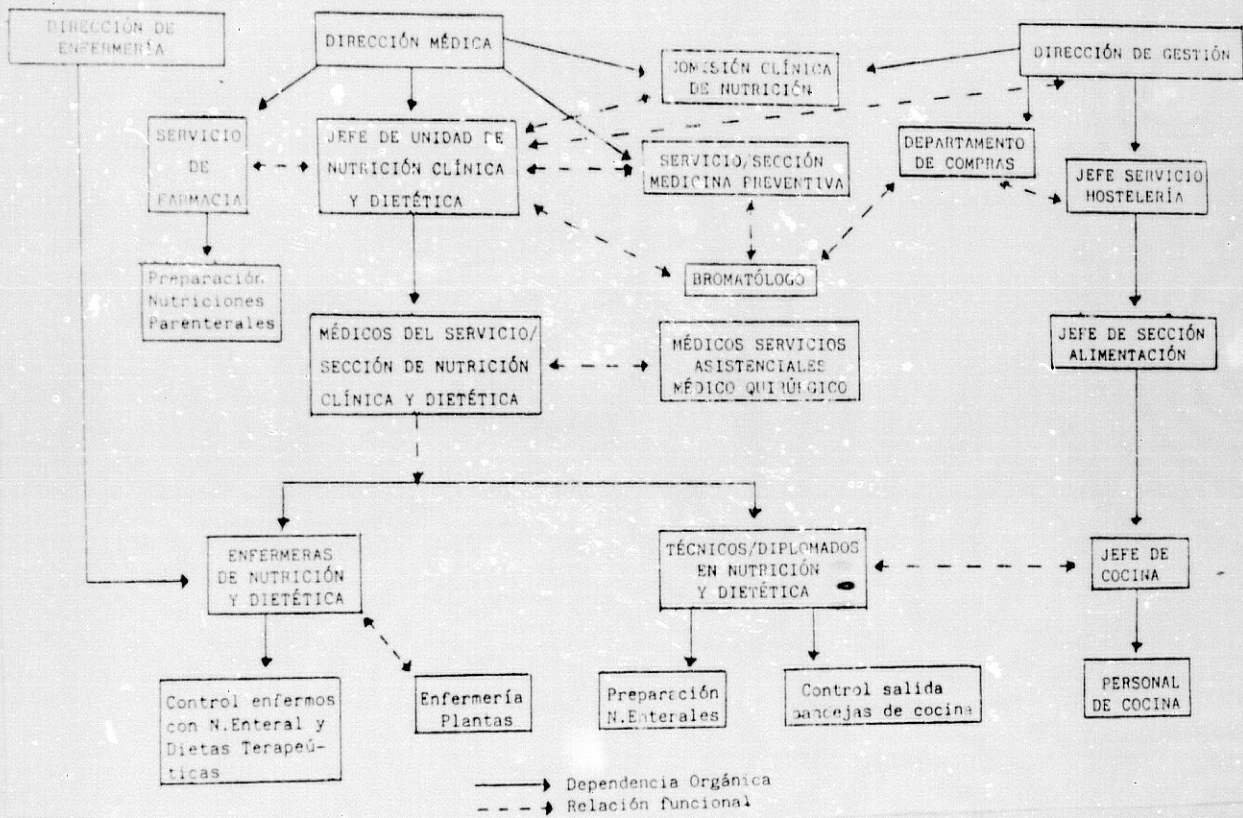 DIRECCIÓN DE
ENFERMERÍA
DIRECCIÓN MÉDICA
COMISIÓN CLÍNICA
DE NUTRICIÓN
DIRECCIÓN DE GESTIÓN
SERVICIO
DE
FARMACIA
JEFE DE UNIDAD DE
NUTRICIÓN CLÍNICA
Y DIETÉTICA
SERVICIO/SECCIÓN
MEDICINA PREVENTIVA
DEPARTAMENTO
DE COMPRAS
JEFE SERVICIO
HOSTELERÍA
Preparación
Nutriciones
Parenterales
BROMATÓLOGO
MÉDICOS DEL SERVICIO/
SECCIÓN DE NUTRICIÓN
CLÍNICA Y DIETÉTICA
MÉDICOS SERVICIOS
ASISTENCIALES
MÉDICO QUIRÚRGICO
JEFE DE SECCIÓN
ALIMENTACIÓN
ENFERMERAS
DE NUTRICIÓN
Y DIETÉTICA
TÉCNICOS/DIPLOMADOS
EN NUTRICIÓN
Y DIETÉTICA
JEFE DE
COCINA
Control enfermos
con N.Enteral y
Dietas Terapeú-
ticas
Enfermería
Plantas
Preparación
N.Enterales
Control salida
bandejas de cocina
PERSONAL
DE COCINA
Dependencia Orgánica
Relación funcional